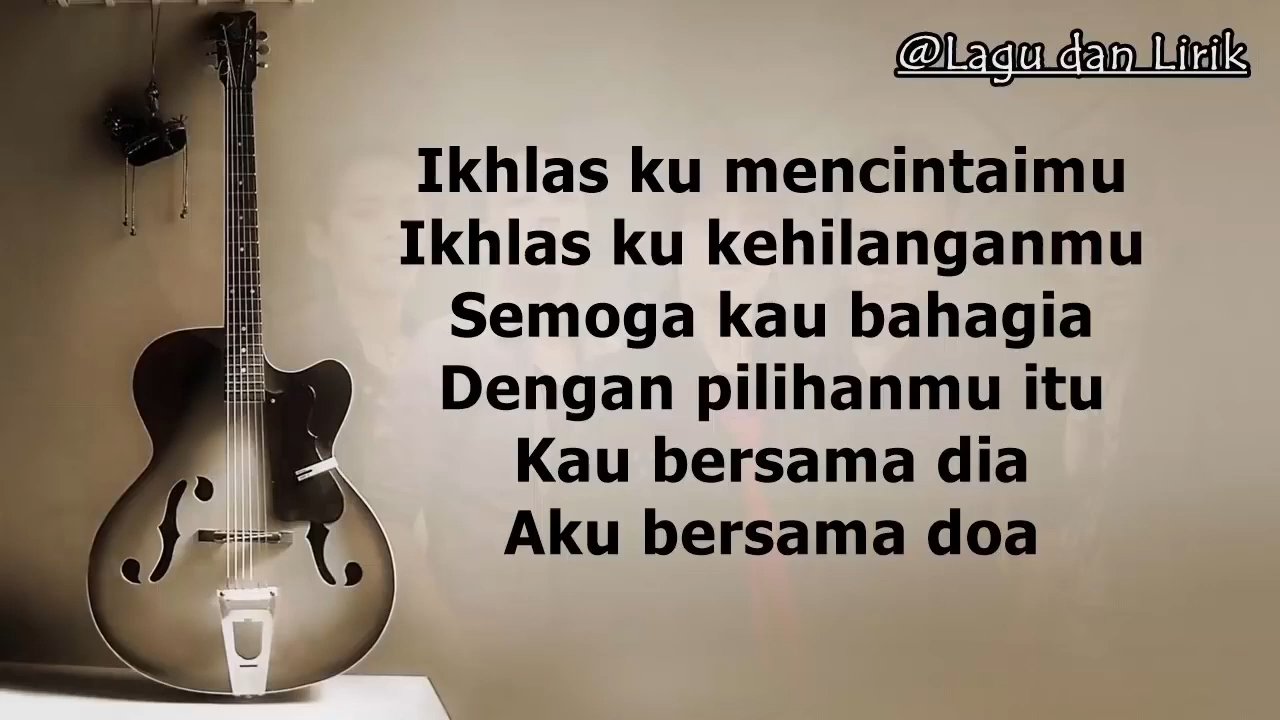 @Lagu dan Lirik
Ikhlas ku mencintaimu
Ikhlas ku kehilanganmu
Semoga kau bahagia
Dengan pilihanmu itu
Kau bersama dia
Aku bersama doa